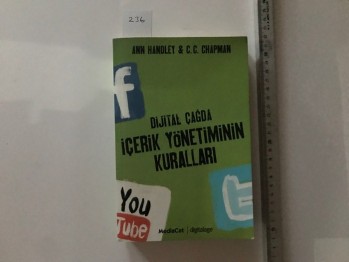 236
ANN HANDLEY & C.C. CHAPMAN
DİJİTAL ÇAĞDA
İÇERİK YÖNETİMİNİN
KURALLARI
You
Tube
MediaCat